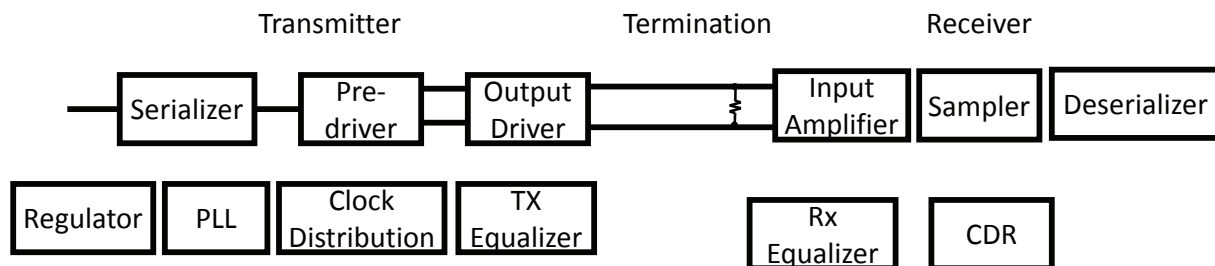 Transmitter
Termination
Receiver
Serializer
Pre-
driver
Output
Driver
Input
Amplifier
Sampler
Deserializer
Regulator
PLL
Clock
Distribution
TX
Equalizer
Rx
Equalizer
CDR